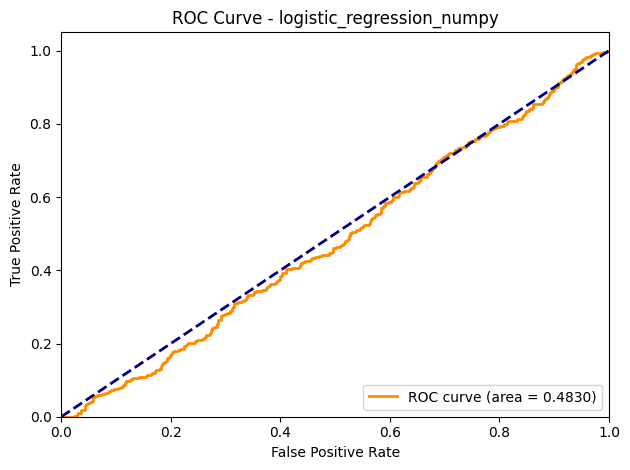 ROC Curve - logistic_regression_numpy
True Positive Rate
1.0
0.8
0.6
0.4
0.2
0.0
ROC curve (area = 0.4830)
0.0 0.2 0.4 0.6 0.8 1.0
False Positive Rate